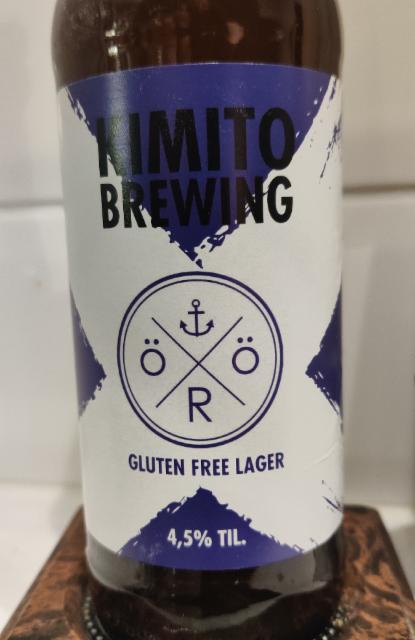 KIMITO
BREWING
Ö Ö
R
GLUTEN FREE LAGER
4,5% TIL.